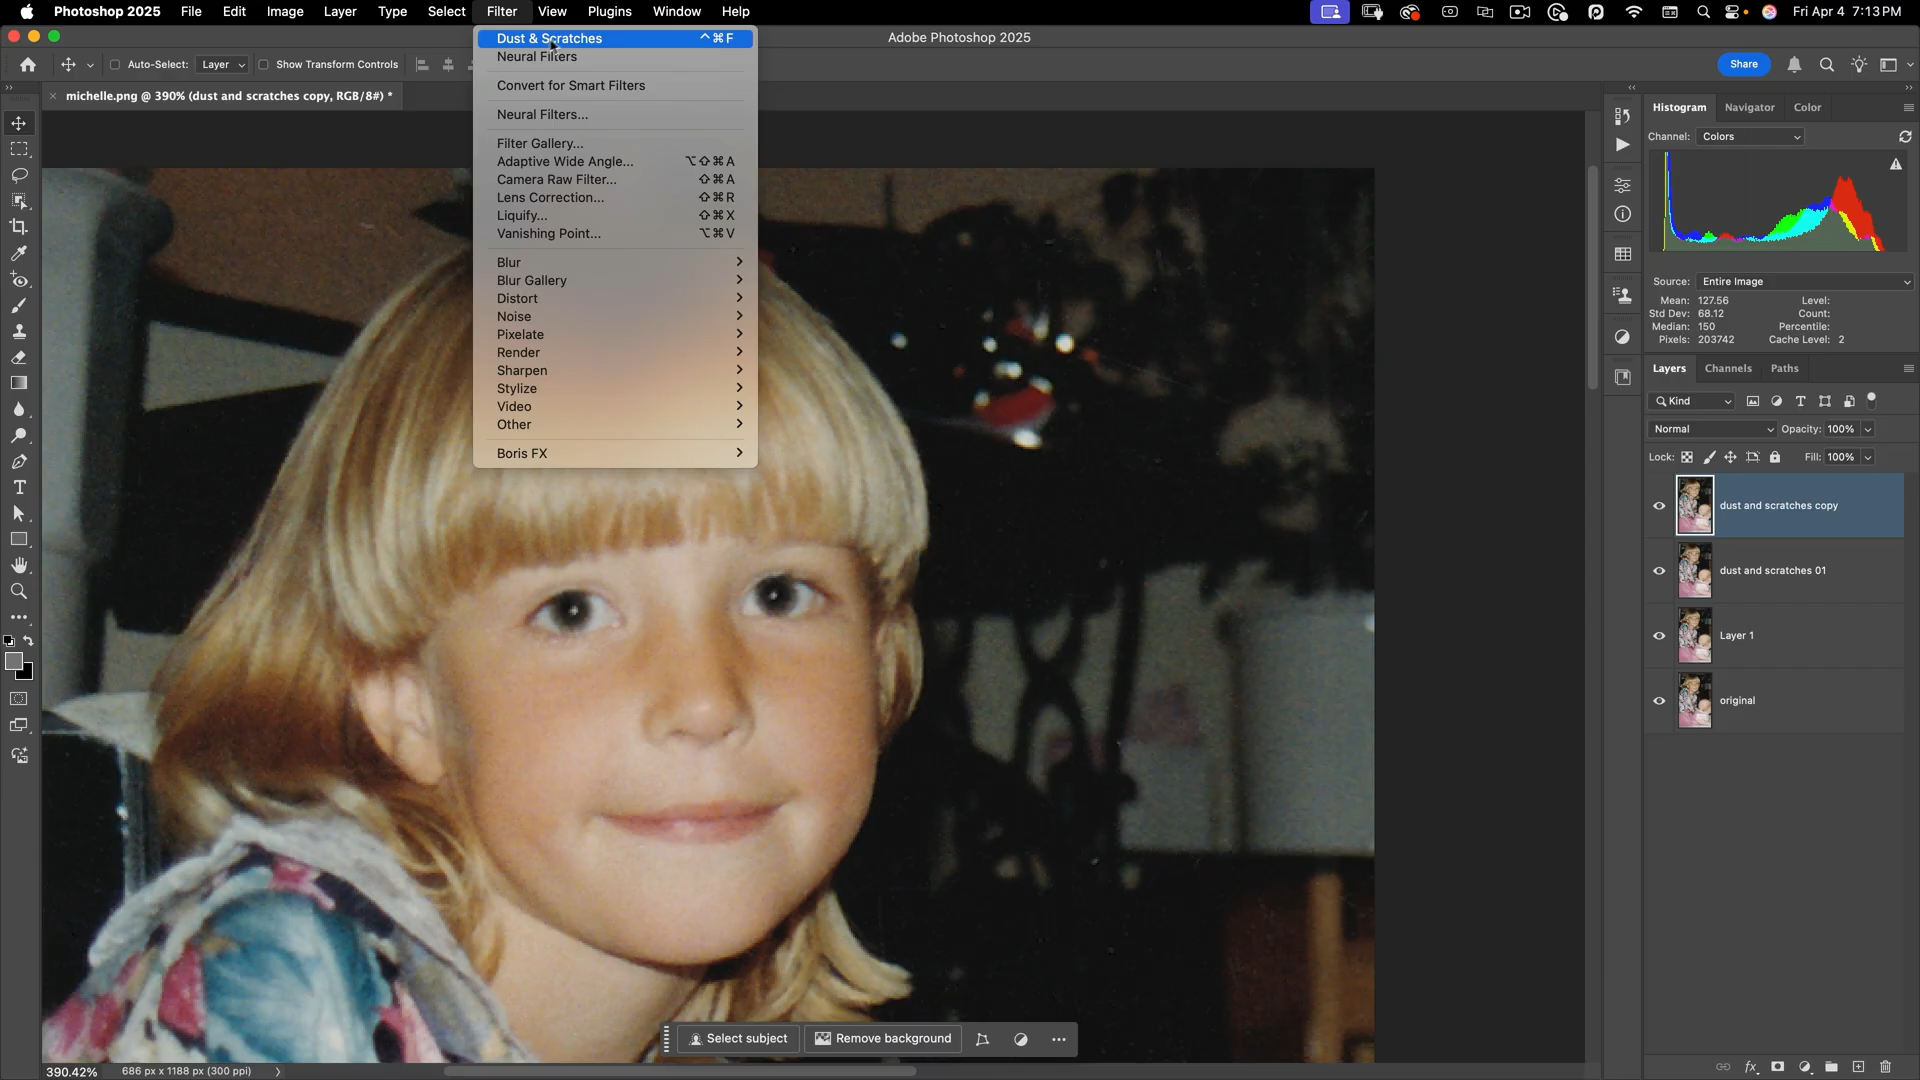 Photoshop 2025 File Edit Image Layer Type Select Filter View Plugins Window Help Fri Apr 4 7:13 PM
Adobe Photoshop 2025
Auto-Select: Layer Show Transform Controls Share
michelle.png @ 390% (dust and scratches copy, RGB/8#) *
Dust & Scratches ^⌘F
Neural Filters
Convert for Smart Filters
Neural Filters...
Filter Gallery...
Adaptive Wide Angle... ⌥⇧⌘A
Camera Raw Filter... ⇧⌘A
Lens Correction... ⇧⌘R
Liquify... ⇧⌘X
Vanishing Point... ⌥⌘V
Blur
Blur Gallery
Distort
Noise
Pixelate
Render
Sharpen
Stylize
Video
Other
Boris FX
Histogram Navigator Color
Channel: Colors
Source: Entire Image
Mean: 127.56 Level:
Std Dev: 68.12 Count:
Median: 150 Percentile:
Pixels: 203742 Cache Level: 2
Layers Channels Paths
Kind
Normal Opacity: 100%
Lock: Fill: 100%
dust and scratches copy
dust and scratches 01
Layer 1
original
Select subject Remove background
390.42% 686 px x 1188 px (300 ppi)